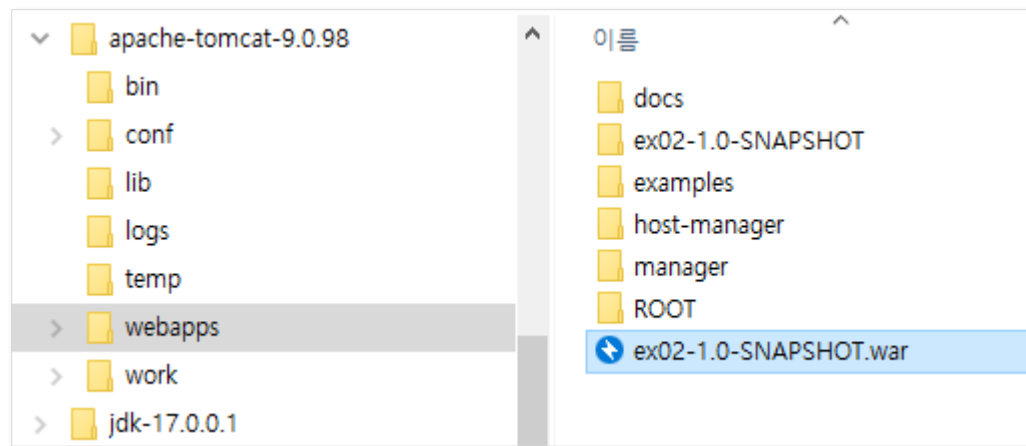 apache-tomcat-9.0.98
bin
conf
lib
logs
temp
webapps
work
jdk-17.0.0.1
이름
docs
ex02-1.0-SNAPSHOT
examples
host-manager
manager
ROOT
ex02-1.0-SNAPSHOT.war